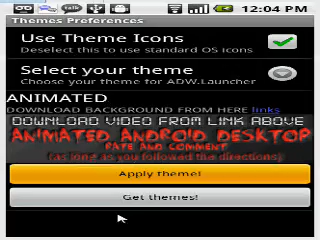 talk
12:04 PM
Themes Preferences
Use Theme Icons
Deselect this to use standard OS icons
Select your theme
Choose your theme for ADW.Launcher
ANIMATED
DOWNLOAD BACKGROUND FROM HERE links
DOWNLOAD VIDEO FROM LINK ABOVE
ANIMATED ANDROID DESKTOP
RATE AND COMMENT
(as long as you followed the directions)
Apply theme!
Get themes!